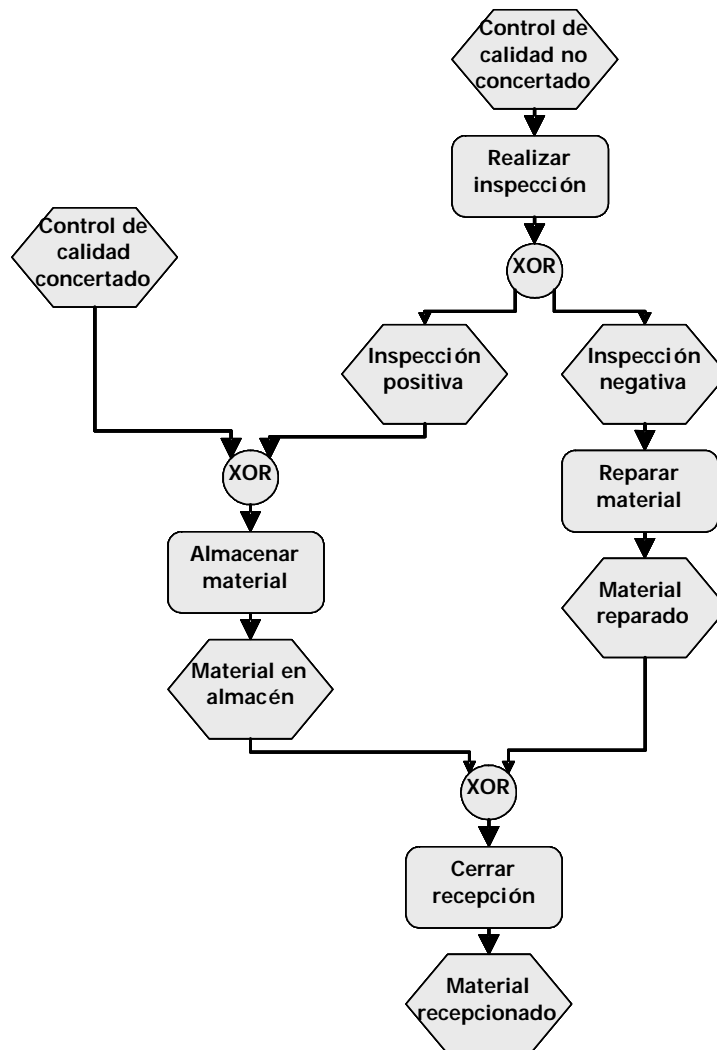 Control de
calidad no
concertado
Realizar
inspección
Control de
calidad
concertado
XOR
Inspección
positiva
Inspección
negativa
XOR
Reparar
material
Almacenar
material
Material
reparado
Material en
almacén
XOR
Cerrar
recepción
Material
recepcionado